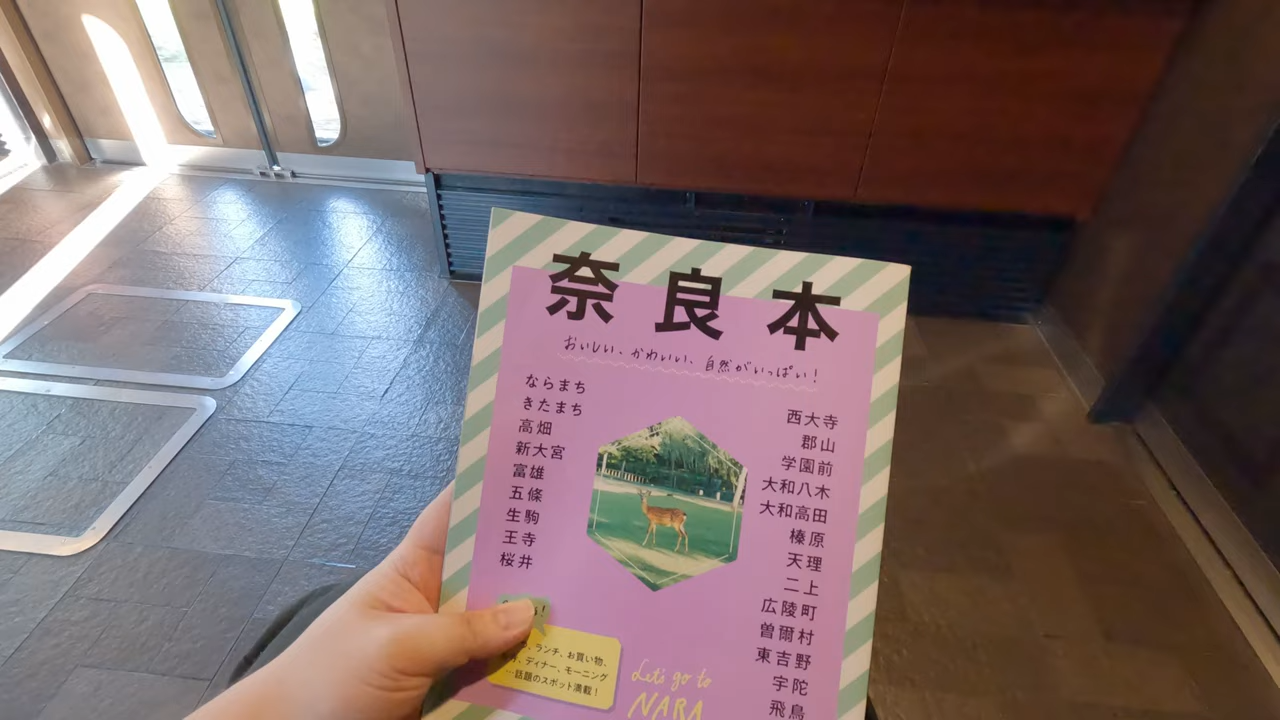 奈良本
おいしい、かわいい、自然がいっぱい!
ならまち
きたまち
高畑
新大宮
富雄
五條
生駒
王寺
桜井
西大寺
郡山
学園前
大和八木
大和高田
榛原
天理
二上
広陵町
曽爾村
東吉野
宇陀
飛鳥
、ランチ、お買い物、
、ディナー、モーニング
…話題のスポット満載!
Let's go to
NARA